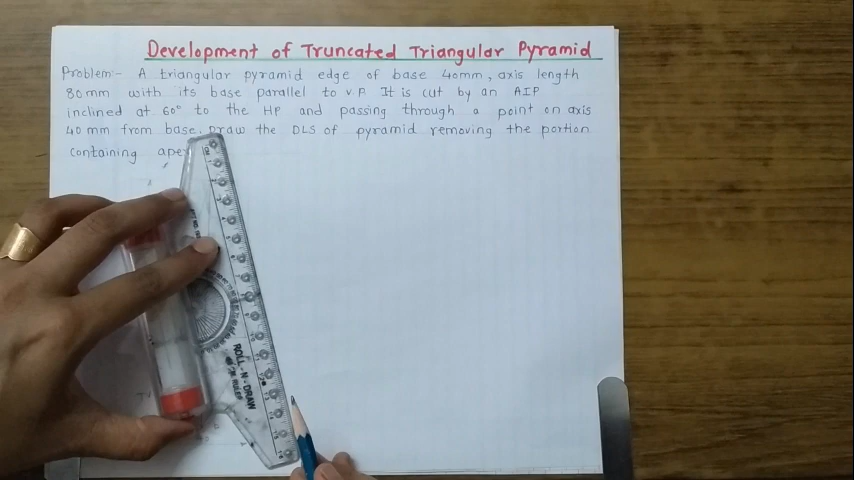 Development of Truncated Triangular Pyramid
Problem:- A triangular pyramid edge of base 40mm, axis length
80mm with its base parallel to V.P. It is cut by an AIP
inclined at 60° to the HP and passing through a point on axis
40 mm from base. Draw the DLS of pyramid removing the portion
containing
ROLL-N-DRAW